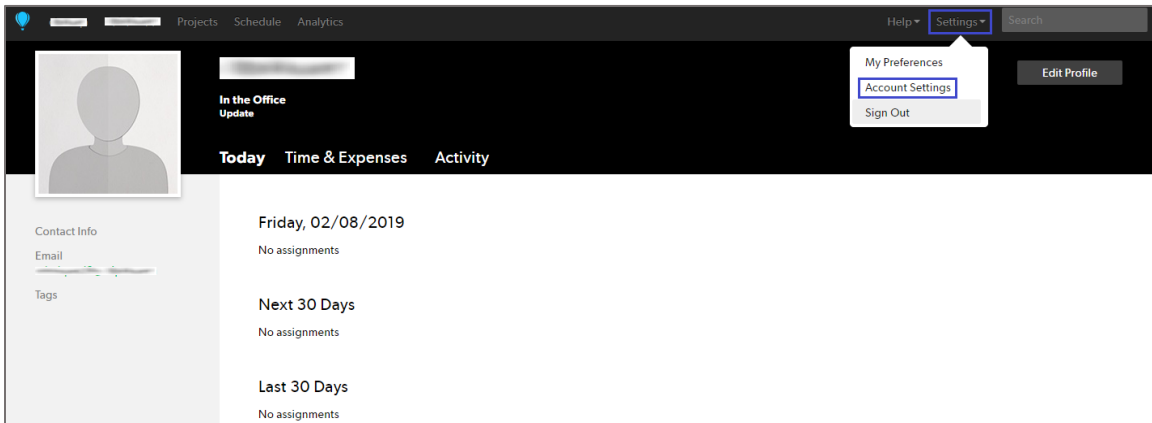 Projects Schedule Analytics Help Settings Search
My Preferences
Account Settings
Sign Out
Edit Profile
In the Office
Update
Today Time & Expenses Activity
Contact Info
Email
Tags
Friday, 02/08/2019
No assignments
Next 30 Days
No assignments
Last 30 Days
No assignments